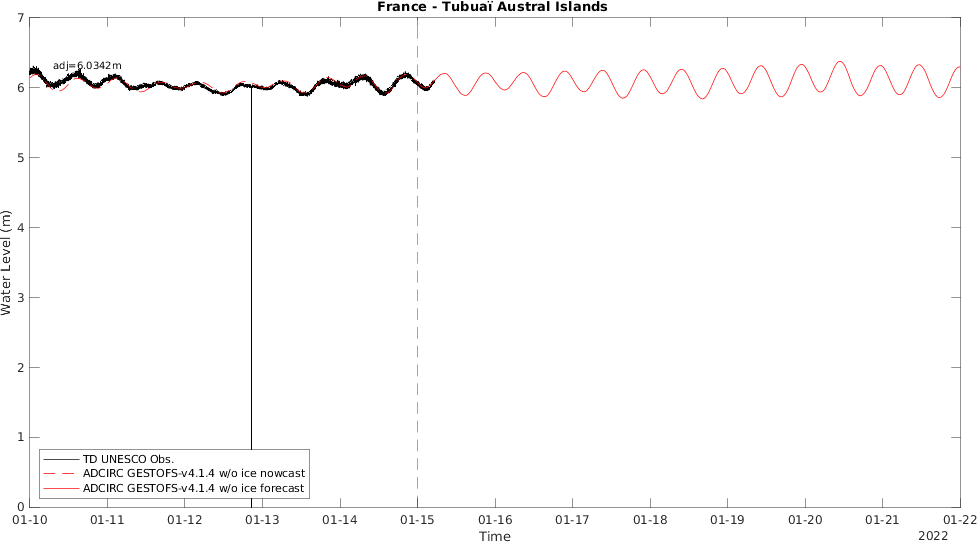 France - Tubuaï Austral Islands
7
adj=6.0342m
6
5
4
3
2
1
0
Water Level (m)
TD UNESCO Obs.
ADCIRC GESTOFS-v4.1.4 w/o ice nowcast
ADCIRC GESTOFS-v4.1.4 w/o ice forecast
01-10 01-11 01-12 01-13 01-14 01-15 01-16 01-17 01-18 01-19 01-20 01-21 01-22
Time
2022